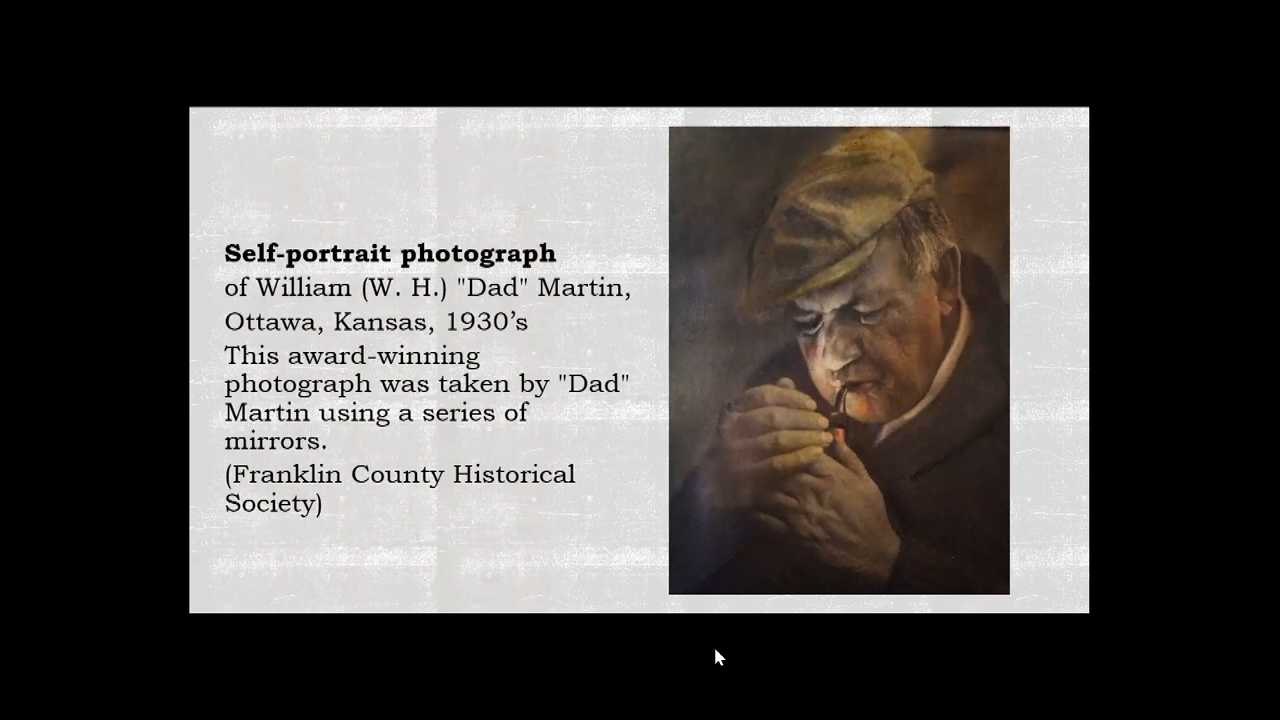 Self-portrait photograph
of William (W. H.) "Dad" Martin,
Ottawa, Kansas, 1930’s
This award-winning
photograph was taken by "Dad"
Martin using a series of
mirrors.
(Franklin County Historical
Society)